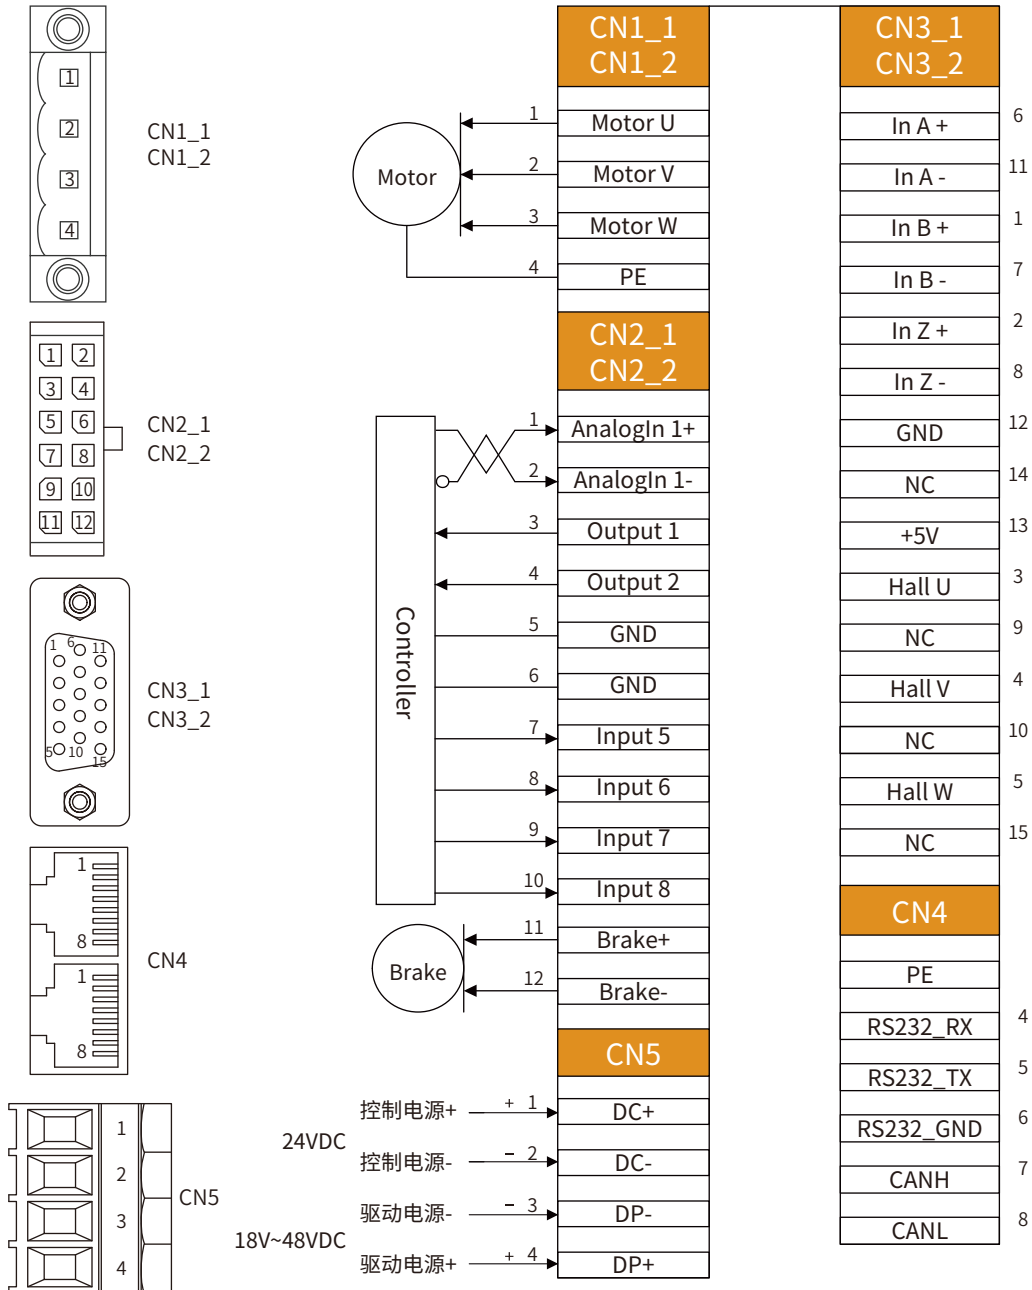 1
2
3
4
CN1_1
CN1_2
1 2
3 4
5 6
7 8
9 10
11 12
CN2_1
CN2_2
1 6 11
5 10 15
CN3_1
CN3_2
1
8
1
8
CN4
1
2
3
4
CN5
CN1_1
CN1_2
Motor
1 Motor U
2 Motor V
3 Motor W
4 PE
CN2_1
CN2_2
Controller
1 AnalogIn 1+
2 AnalogIn 1-
3 Output 1
4 Output 2
5 GND
6 GND
7 Input 5
8 Input 6
9 Input 7
10 Input 8
Brake
11 Brake+
12 Brake-
CN5
控制电源+ + 1 DC+
24VDC
控制电源- - 2 DC-
驱动电源- - 3 DP-
18V~48VDC
驱动电源+ + 4 DP+
CN3_1
CN3_2
In A + 6
In A - 11
In B + 1
In B - 7
In Z + 2
In Z - 8
GND 12
NC 14
+5V 13
Hall U 3
NC 9
Hall V 4
NC 10
Hall W 5
NC 15
CN4
PE
RS232_RX 4
RS232_TX 5
RS232_GND 6
CANH 7
CANL 8